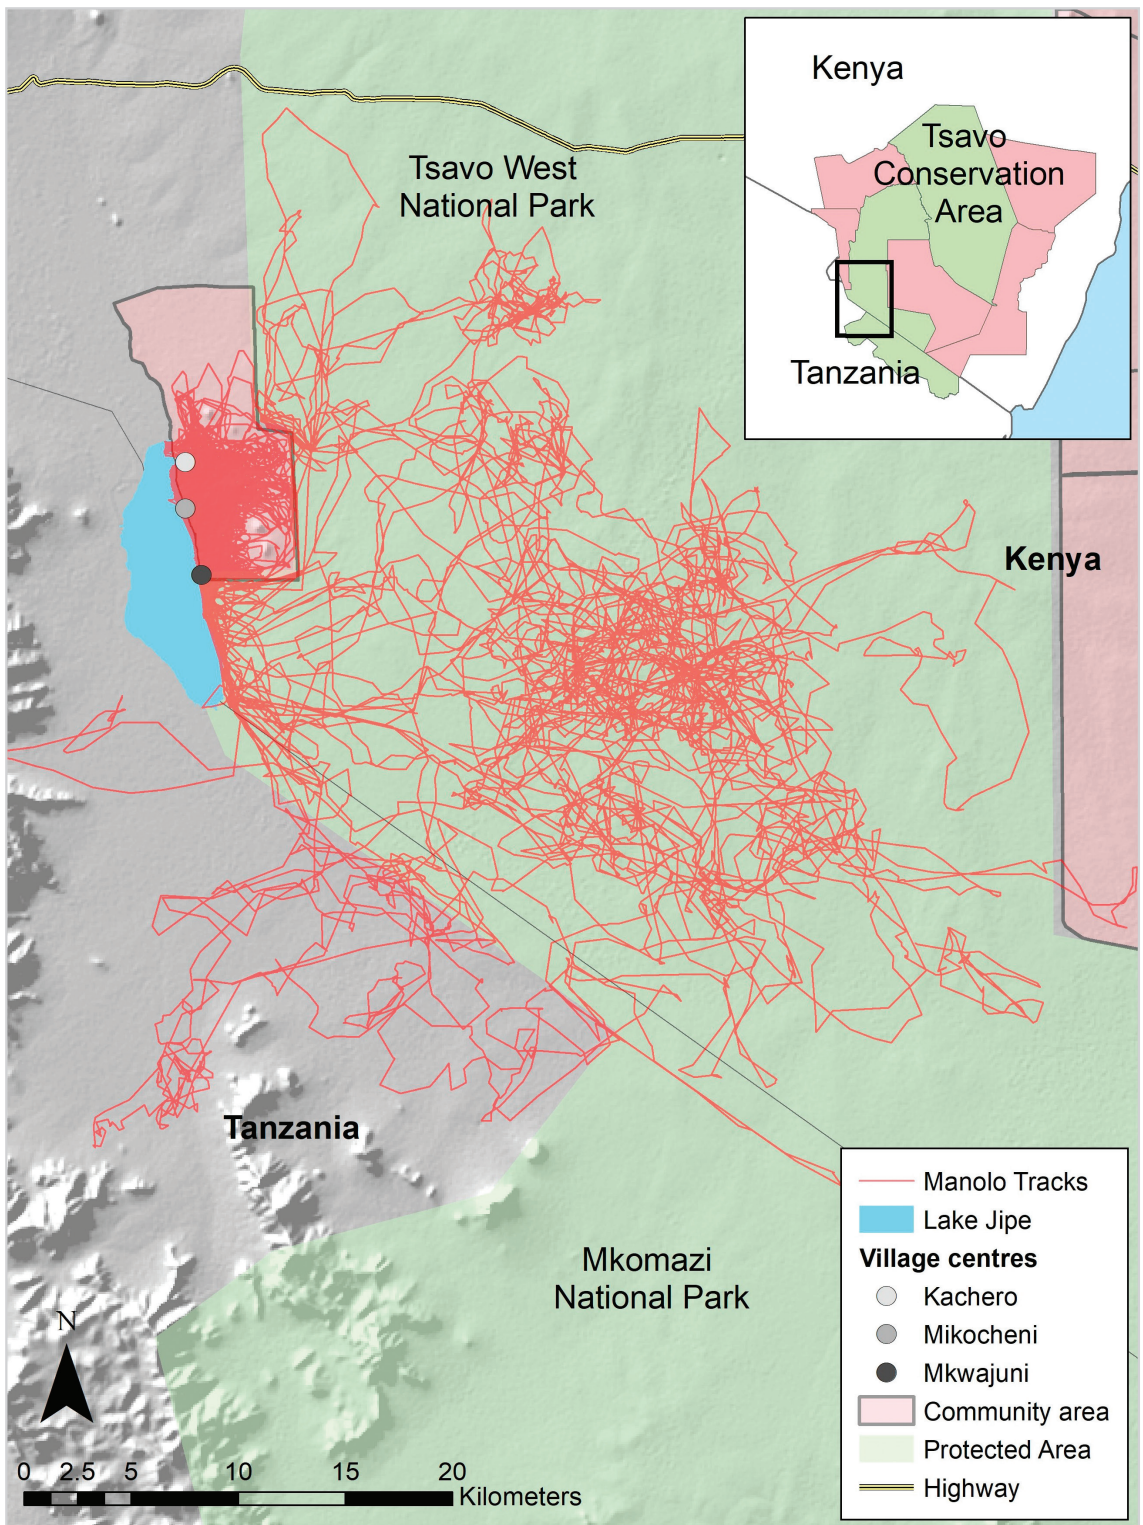 Kenya
Tsavo
Conservation
Area
Tanzania
Tsavo West
National Park
Kenya
Tanzania
Mkomazi
National Park
N
0 2.5 5 10 15 20
Kilometers
Manolo Tracks
Lake Jipe
Village centres
Kachero
Mikocheni
Mkwajuni
Community area
Protected Area
Highway